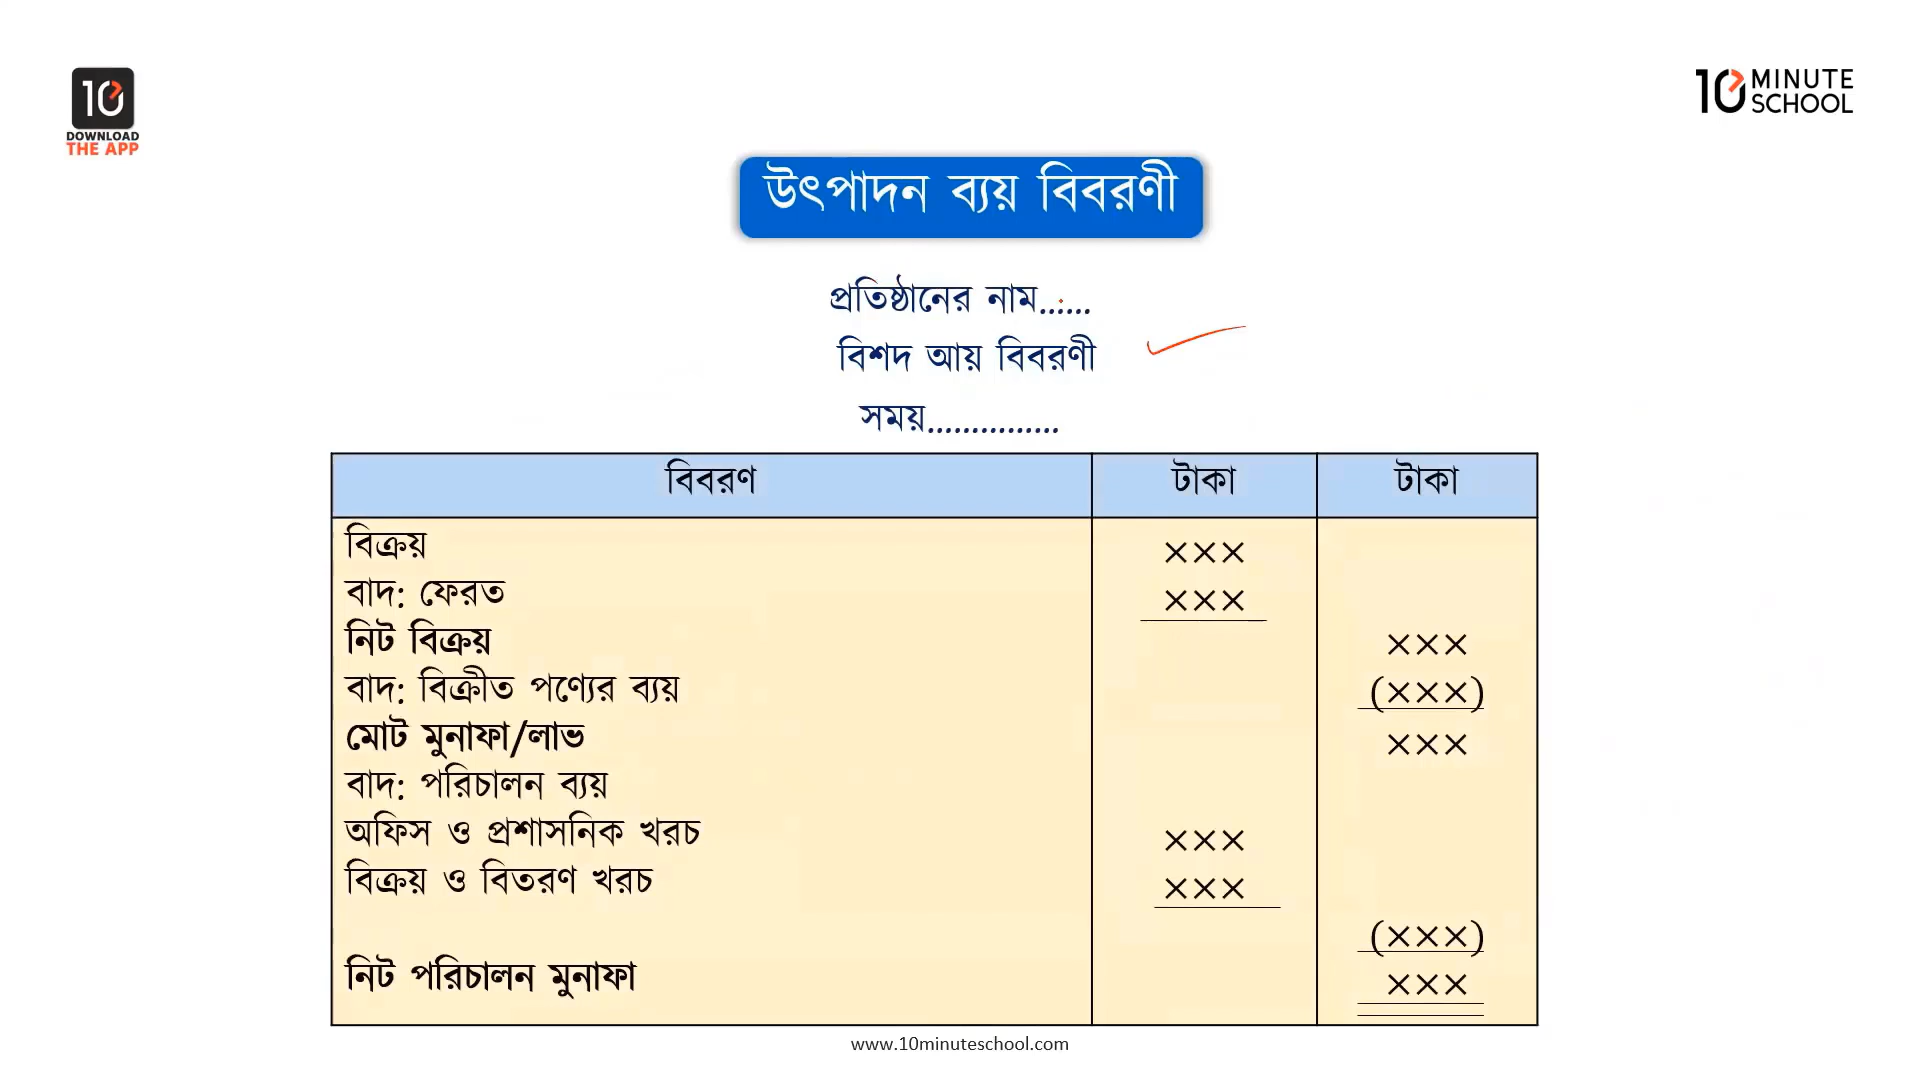 10
DOWNLOAD
THE APP
10 MINUTE
SCHOOL
উৎপাদন ব্যয় বিবরণী
প্রতিষ্ঠানের নাম......
বিশদ আয় বিবরণী
সময়...............
বিবরণ টাকা টাকা
বিক্রয় ×××
বাদ: ফেরত ×××
নিট বিক্রয় ×××
বাদ: বিক্রীত পণ্যের ব্যয় (×××)
মোট মুনাফা/লাভ ×××
বাদ: পরিচালন ব্যয়
অফিস ও প্রশাসনিক খরচ ×××
বিক্রয় ও বিতরণ খরচ ×××
(×××)
নিট পরিচালন মুনাফা ×××
www.10minuteschool.com